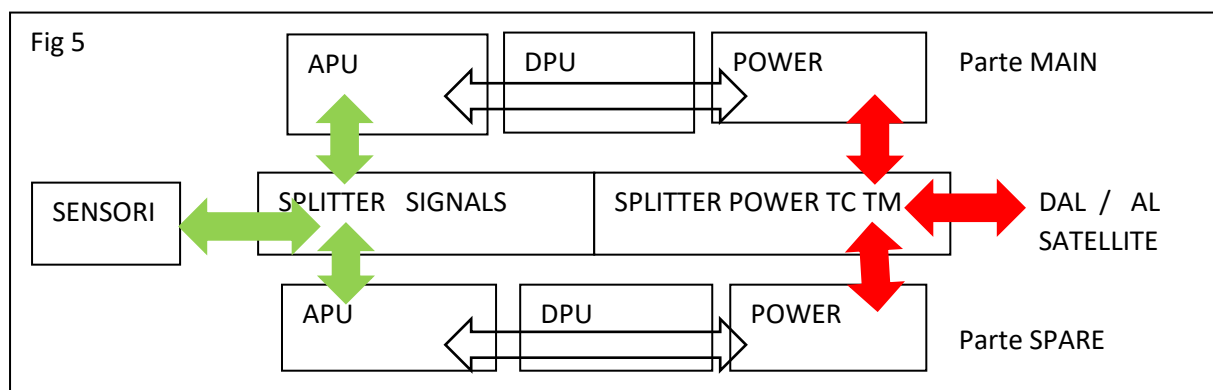 Fig 5
APU DPU POWER Parte MAIN
SENSORI SPLITTER SIGNALS SPLITTER POWER TC TM DAL / AL
SATELLITE
APU DPU POWER
Parte SPARE